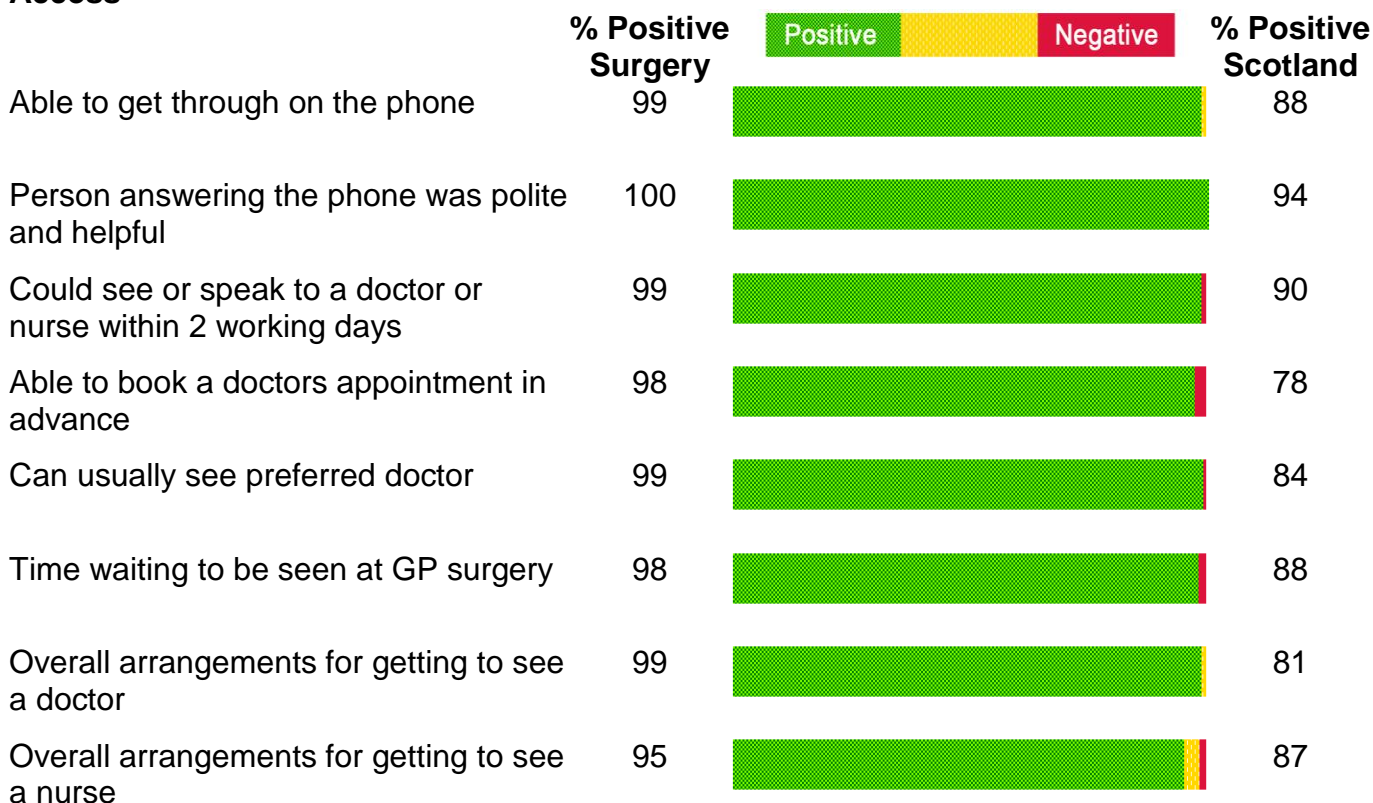 Access
% Positive
Surgery
Positive
Negative
% Positive
Scotland
Able to get through on the phone
99
88
Person answering the phone was polite
and helpful
100
94
Could see or speak to a doctor or
nurse within 2 working days
99
90
Able to book a doctors appointment in
advance
98
78
Can usually see preferred doctor
99
84
Time waiting to be seen at GP surgery
98
88
Overall arrangements for getting to see
a doctor
99
81
Overall arrangements for getting to see
a nurse
95
87